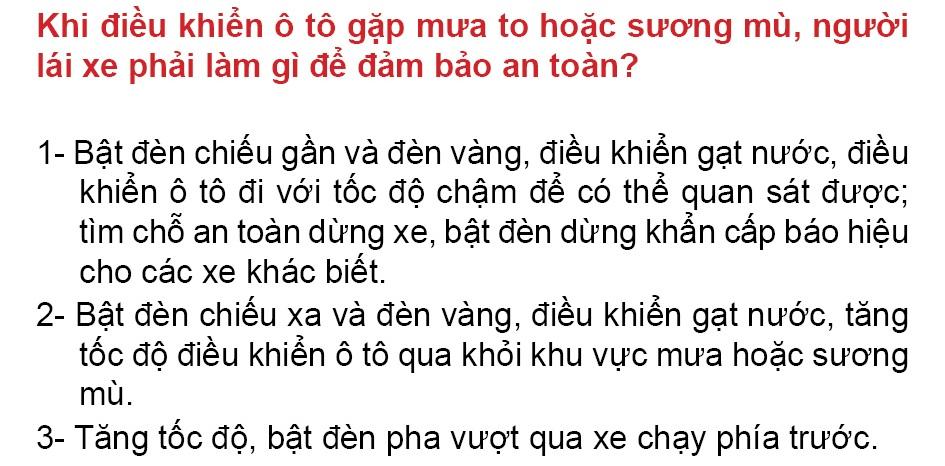 Khi điều khiển ô tô gặp mưa to hoặc sương mù, người
lái xe phải làm gì để đảm bảo an toàn?
1- Bật đèn chiếu gần và đèn vàng, điều khiển gạt nước, điều
khiển ô tô đi với tốc độ chậm để có thể quan sát được;
tìm chỗ an toàn dừng xe, bật đèn dừng khẩn cấp báo hiệu
cho các xe khác biết.
2- Bật đèn chiếu xa và đèn vàng, điều khiển gạt nước, tăng
tốc độ điều khiển ô tô qua khỏi khu vực mưa hoặc sương
mù.
3- Tăng tốc độ, bật đèn pha vượt qua xe chạy phía trước.